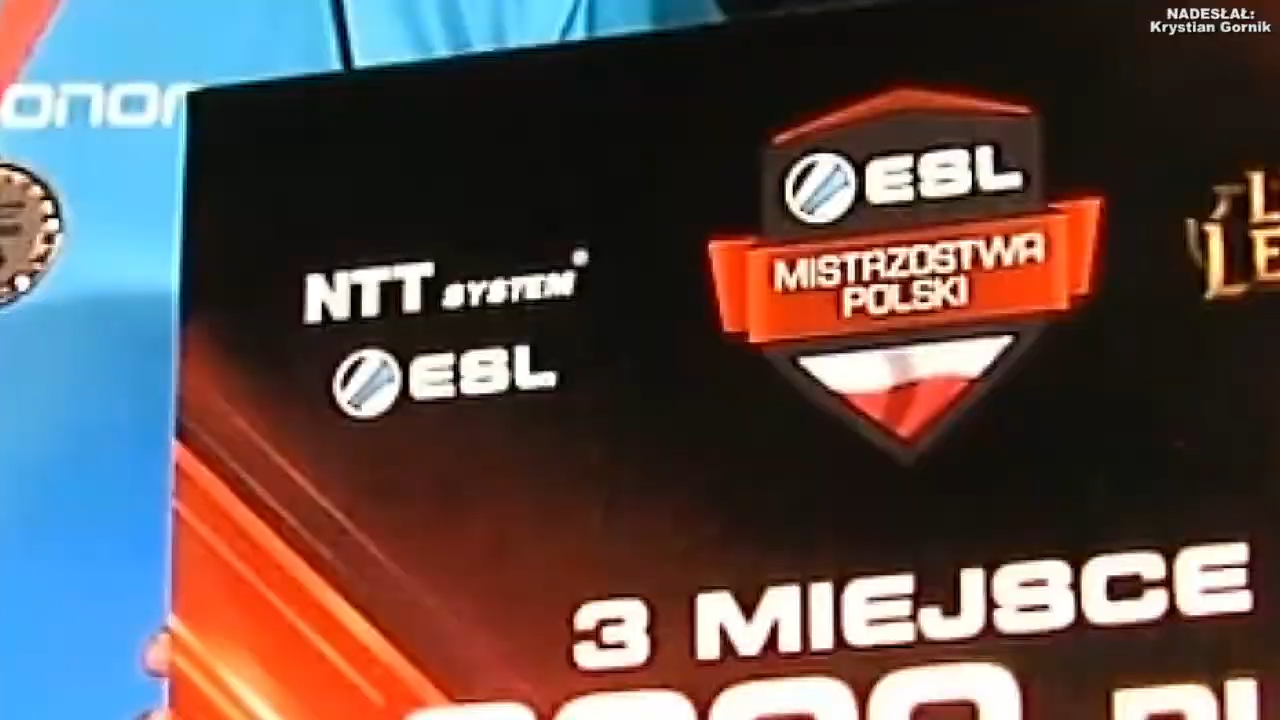 NADESŁAŁ:
Krystian Gornik
ESL
MISTRZOSTWA
POLSKI
NTT SYSTEM®
ESL
3 MIEJSCE